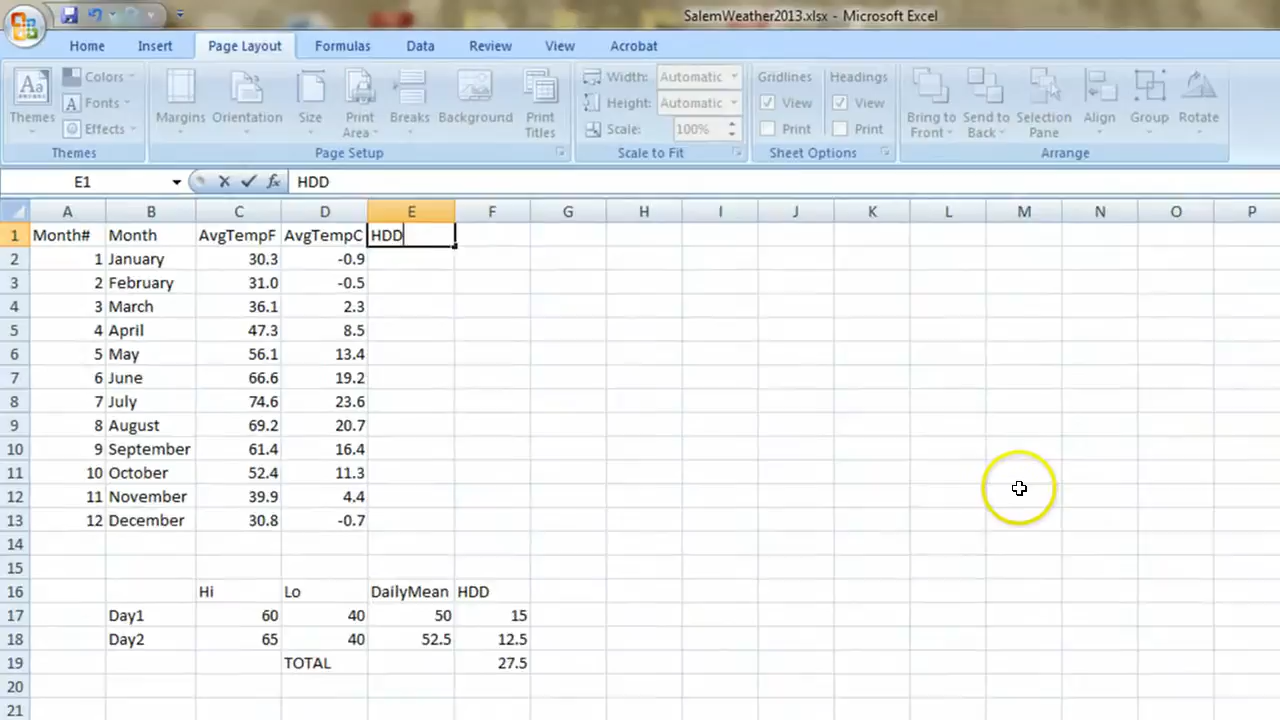 SalemWeather2013.xlsx - Microsoft Excel
Home Insert Page Layout Formulas Data Review View Acrobat
Themes Colors Fonts Effects Margins Orientation Size Print Area Breaks Background Print Titles Width: Automatic Height: Automatic Scale: 100% Gridlines View Print Headings View Print Bring to Front Send to Back Selection Pane Align Group Rotate
Themes Page Setup Scale to Fit Sheet Options Arrange
E1 fx HDD
A B C D E F G H I J K L M N O P
1 Month# Month AvgTempF AvgTempC HDD
2 1 January 30.3 -0.9
3 2 February 31.0 -0.5
4 3 March 36.1 2.3
5 4 April 47.3 8.5
6 5 May 56.1 13.4
7 6 June 66.6 19.2
8 7 July 74.6 23.6
9 8 August 69.2 20.7
10 9 September 61.4 16.4
11 10 October 52.4 11.3
12 11 November 39.9 4.4
13 12 December 30.8 -0.7
14
15
16 Hi Lo DailyMean HDD
17 Day1 60 40 50 15
18 Day2 65 40 52.5 12.5
19 TOTAL 27.5
20
21